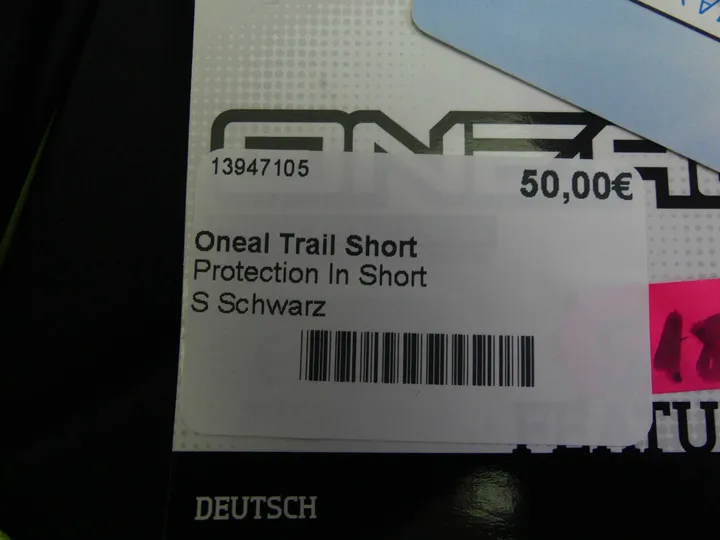 13947105
50,00€
Oneal Trail Short
Protection In Short
S Schwarz
DEUTSCH